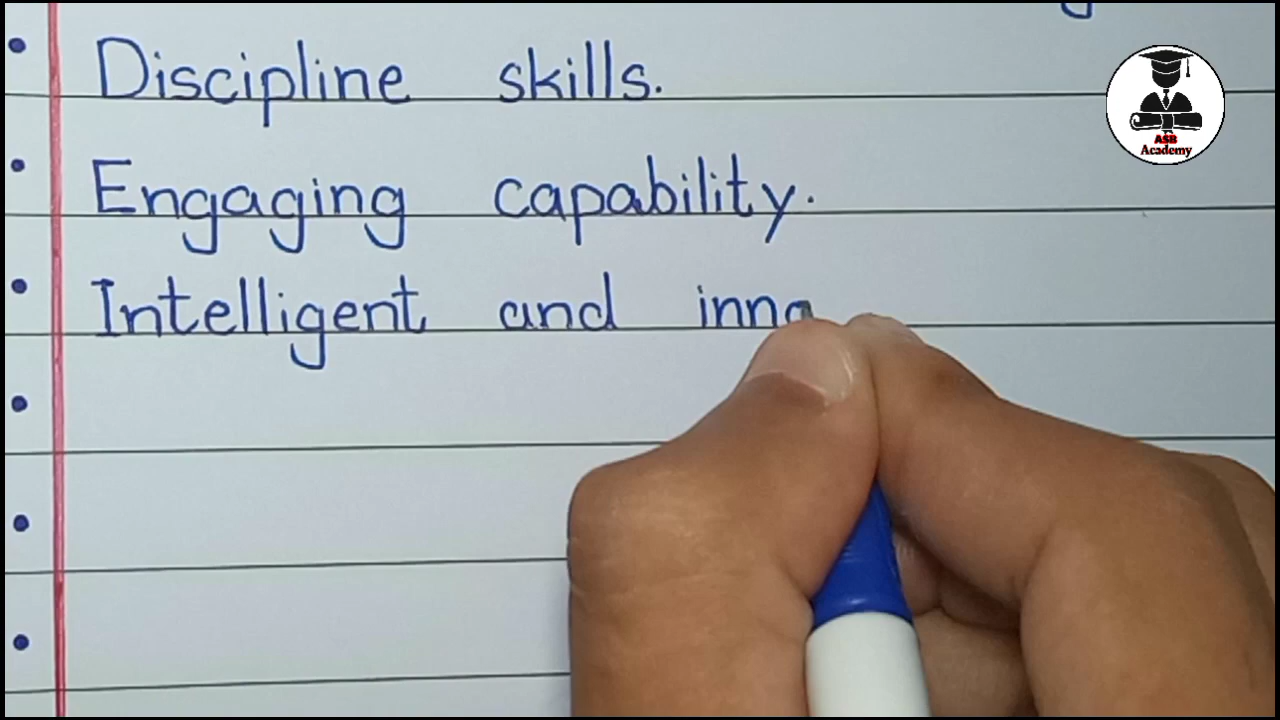 Discipline skills.
Engaging capability.
Intelligent and inno
ASB
Academy